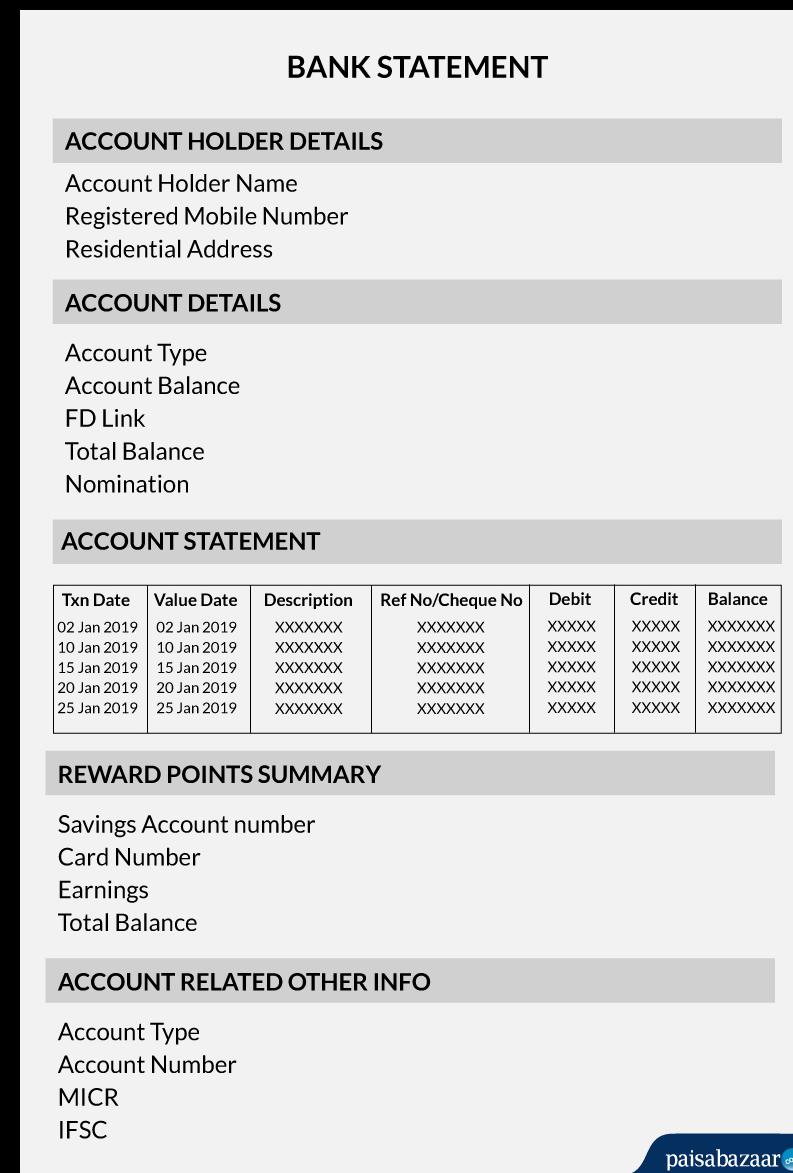 BANK STATEMENT
ACCOUNT HOLDER DETAILS
Account Holder Name
Registered Mobile Number
Residential Address
ACCOUNT DETAILS
Account Type
Account Balance
FD Link
Total Balance
Nomination
ACCOUNT STATEMENT
Txn Date Value Date Description Ref No/Cheque No Debit Credit Balance
02 Jan 2019 02 Jan 2019 XXXXXXX XXXXXXX XXXXX XXXXX XXXXXXX
10 Jan 2019 10 Jan 2019 XXXXXXX XXXXXXX XXXXX XXXXX XXXXXXX
15 Jan 2019 15 Jan 2019 XXXXXXX XXXXXXX XXXXX XXXXX XXXXXXX
20 Jan 2019 20 Jan 2019 XXXXXXX XXXXXXX XXXXX XXXXX XXXXXXX
25 Jan 2019 25 Jan 2019 XXXXXXX XXXXXXX XXXXX XXXXX XXXXXXX
REWARD POINTS SUMMARY
Savings Account number
Card Number
Earnings
Total Balance
ACCOUNT RELATED OTHER INFO
Account Type
Account Number
MICR
IFSC
paisabazaar